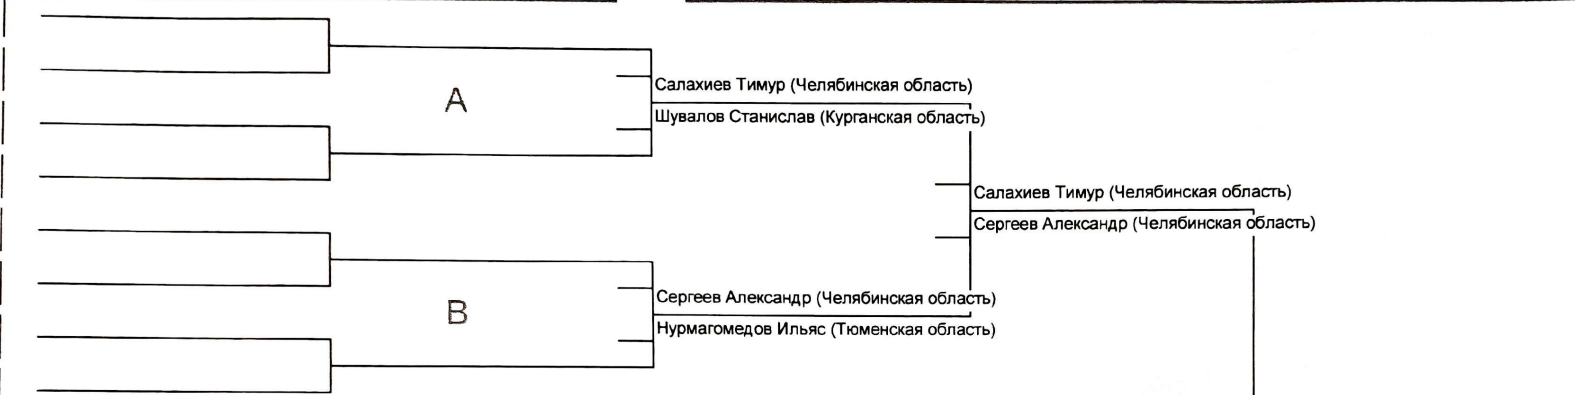 A
Салахиев Тимур (Челябинская область)
Шувалов Станислав (Курганская область)
Салахиев Тимур (Челябинская область)
Сергеев Александр (Челябинская область)
B
Сергеев Александр (Челябинская область)
Нурмагомедов Ильяс (Тюменская область)